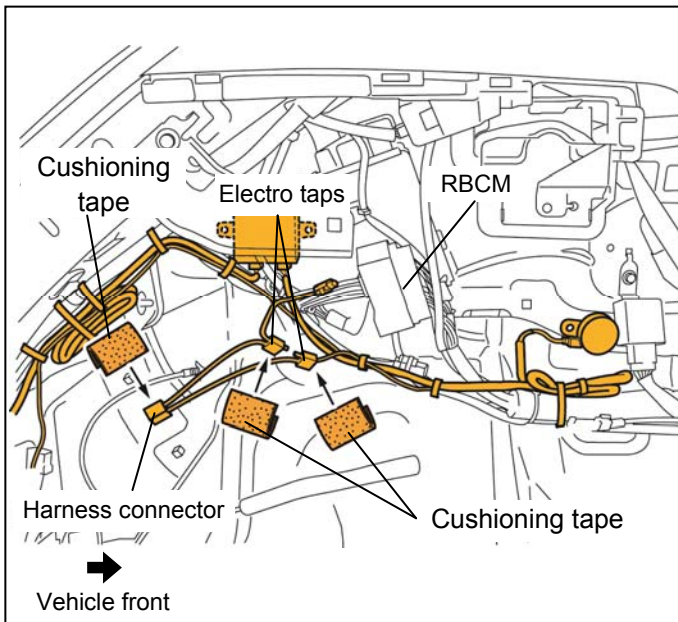 Cushioning
tape
Electro taps
RBCM
Harness connector
Cushioning tape
Vehicle front